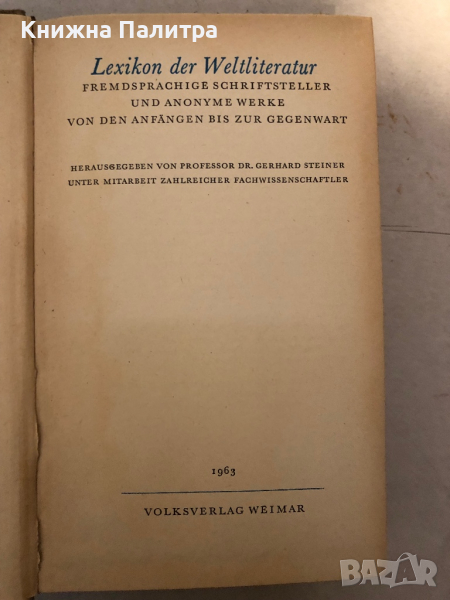 Книжна Палитра
Lexikon der Weltliteratur
FREMDSPRACHIGE SCHRIFTSTELLER
UND ANONYME WERKE
VON DEN ANFÄNGEN BIS ZUR GEGENWART
HERAUSGEGEBEN VON PROFESSOR DR. GERHARD STEINER
UNTER MITARBEIT ZAHLREICHER FACHWISSENSCHAFTLER
1963
VOLKSVERLAG WEIMAR
BAZAR